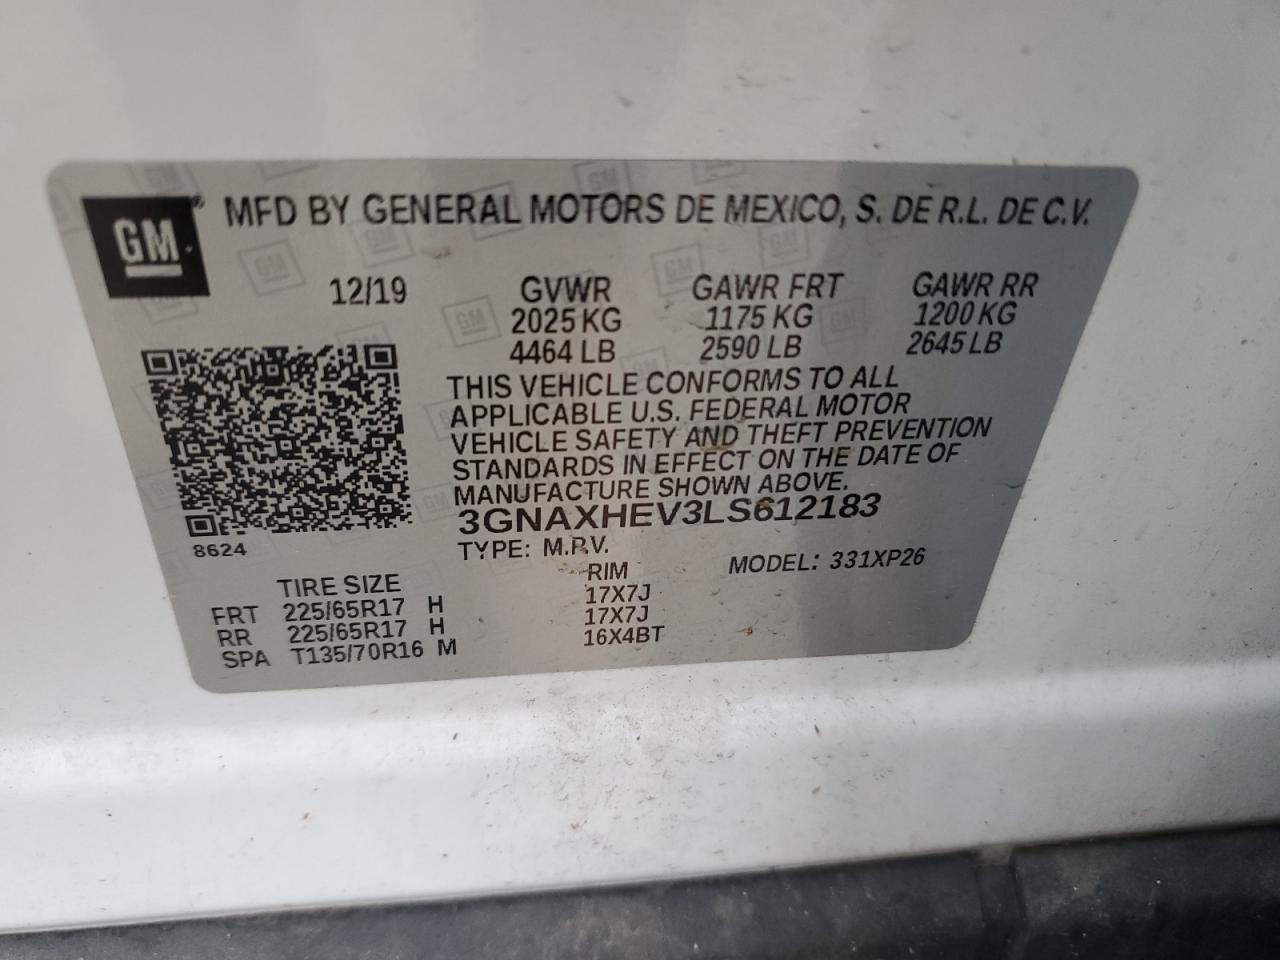 GM® MFD BY GENERAL MOTORS DE MEXICO, S. DE R.L. DE C.V.
12/19 GVWR GAWR FRT GAWR RR
2025 KG 1175 KG 1200 KG
4464 LB 2590 LB 2645 LB
THIS VEHICLE CONFORMS TO ALL
APPLICABLE U.S. FEDERAL MOTOR
VEHICLE SAFETY AND THEFT PREVENTION
STANDARDS IN EFFECT ON THE DATE OF
MANUFACTURE SHOWN ABOVE.
3GNAXHEV3LS612183
8624 TYPE: M.P.V. MODEL: 331XP26
TIRE SIZE RIM
FRT 225/65R17 H 17X7J
RR 225/65R17 H 17X7J
SPA T135/70R16 M 16X4BT